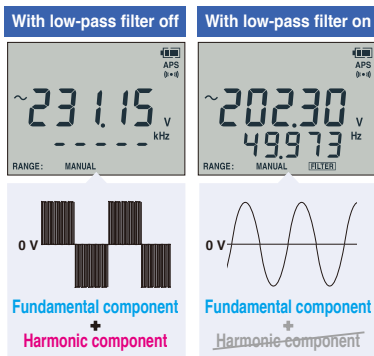 With low-pass filter off
APS
~ 231.15 V
- - - - - kHz
RANGE: MANUAL
0 V
Fundamental component
+
Harmonic component
With low-pass filter on
APS
~ 202.30 V
49.973 Hz
RANGE: MANUAL FILTER
0 V
Fundamental component
+
Harmonic component